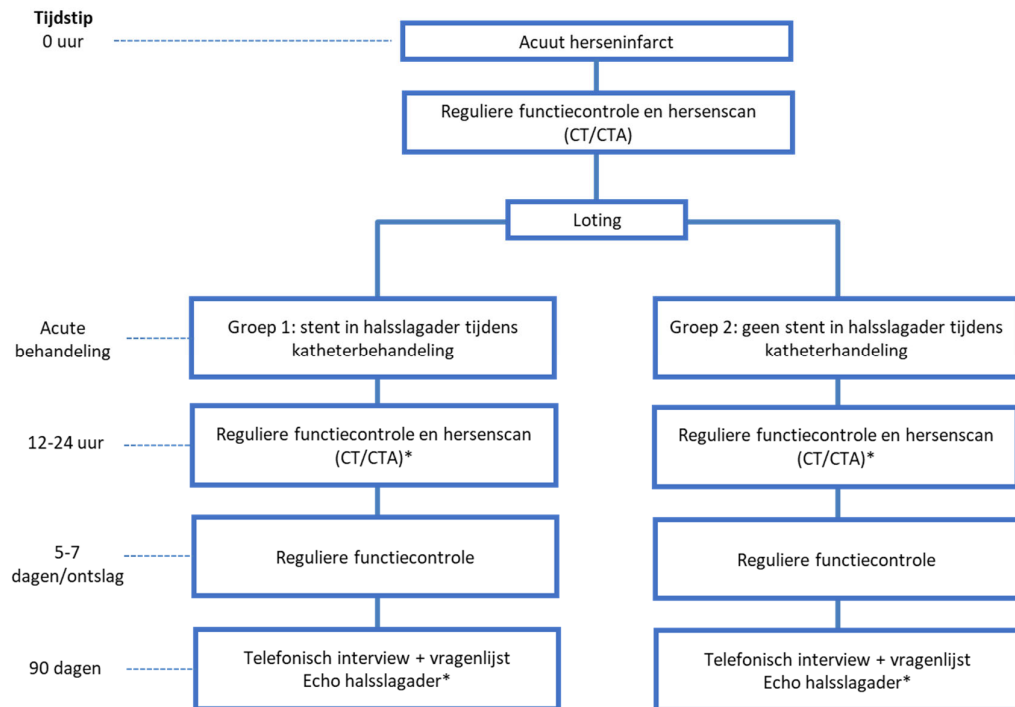 Tijdstip
0 uur
Acuut herseninfarct
Reguliere functiecontrole en hersenscan
(CT/CTA)
Loting
Acute
behandeling
Groep 1: stent in halsslagader tijdens
katheterbehandeling
Groep 2: geen stent in halsslagader tijdens
katheterhandeling
12-24 uur
Reguliere functiecontrole en hersenscan
(CT/CTA)*
Reguliere functiecontrole en hersenscan
(CT/CTA)*
5-7
dagen/ontslag
Reguliere functiecontrole
Reguliere functiecontrole
90 dagen
Telefonisch interview + vragenlijst
Echo halsslagader*
Telefonisch interview + vragenlijst
Echo halsslagader*